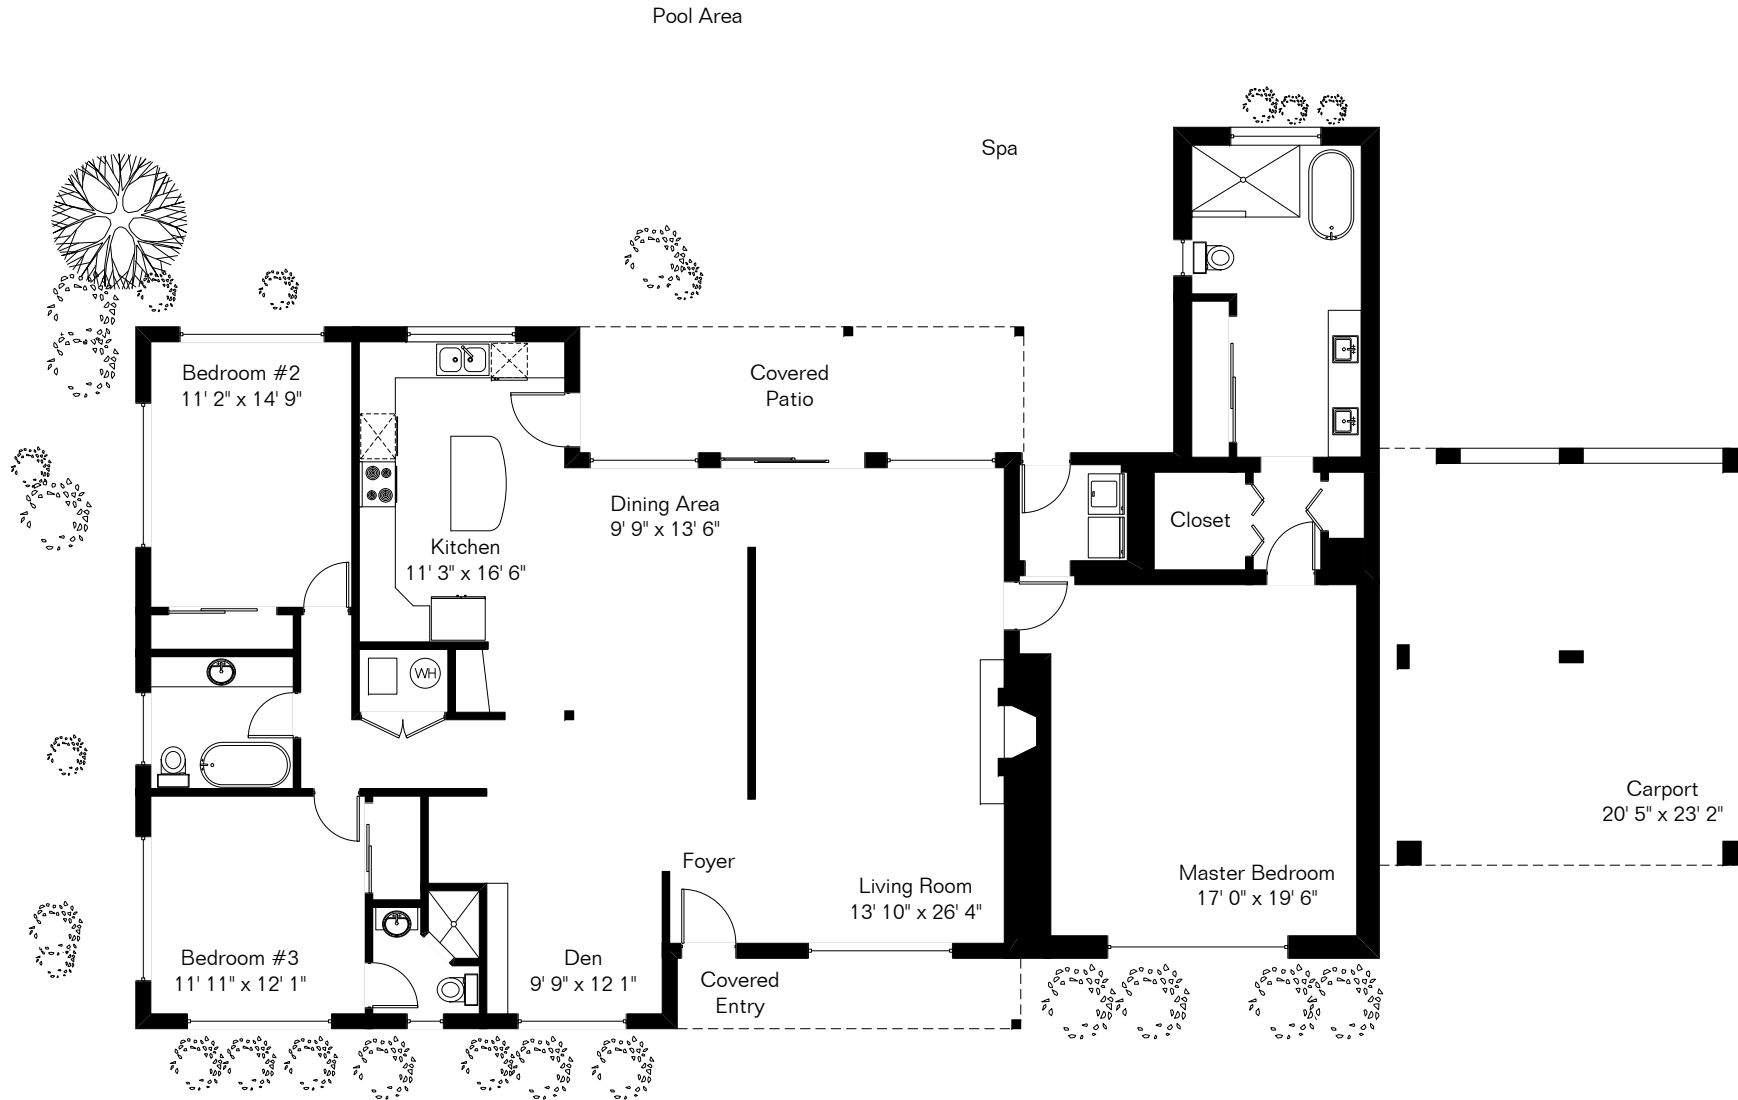 Pool Area
Spa
Bedroom #2
11' 2" x 14' 9"
Covered
Patio
Dining Area
9' 9" x 13' 6"
Kitchen
11' 3" x 16' 6"
Closet
WH
Carport
20' 5" x 23' 2"
Foyer
Living Room
13' 10" x 26' 4"
Master Bedroom
17' 0" x 19' 6"
Bedroom #3
11' 11" x 12' 1"
Den
9' 9" x 12 1"
Covered
Entry